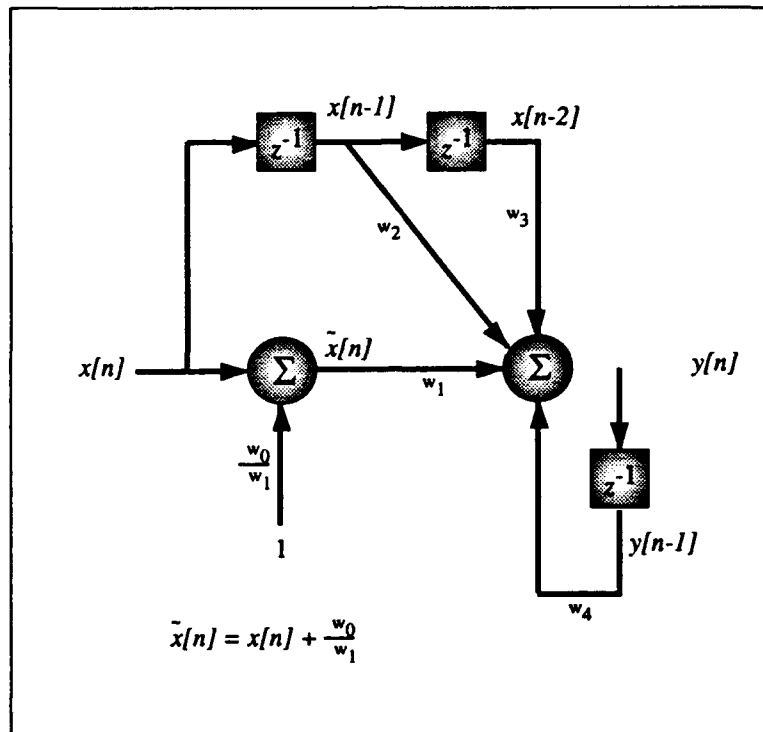 x[n-1]
x[n-2]
z⁻¹
z⁻¹
w₂
w₃
x[n]
Σ
x̃[n]
w₁
Σ
y[n]
w₀/w₁
z⁻¹
1
y[n-1]
w₄
x̃[n] = x[n] + w₀/w₁